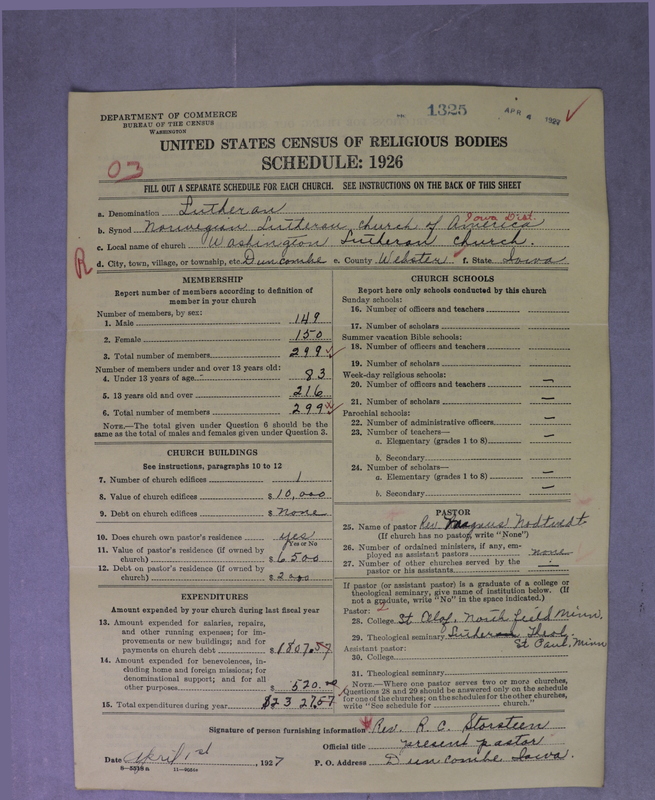 DEPARTMENT OF COMMERCE
BUREAU OF THE CENSUS
WASHINGTON
1325
APR 4 1927
UNITED STATES CENSUS OF RELIGIOUS BODIES
SCHEDULE: 1926
03
FILL OUT A SEPARATE SCHEDULE FOR EACH CHURCH. SEE INSTRUCTIONS ON THE BACK OF THIS SHEET
a. Denomination Lutheran
b. Synod Norwegian Lutheran church of America Iowa Dist.
c. Local name of church Washington Lutheran church.
R d. City, town, village, or township, etc. Duncombe e. County Webster f. State Iowa
MEMBERSHIP
Report number of members according to definition of
member in your church
Number of members, by sex:
1. Male 149
2. Female 150
3. Total number of members 299
Number of members under and over 13 years old:
4. Under 13 years of age 83
5. 13 years old and over 216
6. Total number of members 299
NOTE.—The total given under Question 6 should be the
same as the total of males and females given under Question 3.
CHURCH BUILDINGS
See instructions, paragraphs 10 to 12
7. Number of church edifices 1
8. Value of church edifices $ 10,000
9. Debt on church edifices $ none
10. Does church own pastor's residence yes
Yes or No
11. Value of pastor's residence (if owned by
church) $ 6500
12. Debt on pastor's residence (if owned by
church) $ 2000
EXPENDITURES
Amount expended by your church during last fiscal year
13. Amount expended for salaries, repairs,
and other running expenses; for im-
provements or new buildings; and for
payments on church debt $ 1807.57
14. Amount expended for benevolences, in-
cluding home and foreign missions; for
denominational support; and for all
other purposes $ 520.00
15. Total expenditures during year $2327.57
CHURCH SCHOOLS
Report here only schools conducted by this church
Sunday schools:
16. Number of officers and teachers
17. Number of scholars
Summer vacation Bible schools:
18. Number of officers and teachers
19. Number of scholars
Week-day religious schools:
20. Number of officers and teachers —
21. Number of scholars —
Parochial schools:
22. Number of administrative officers —
23. Number of teachers—
a. Elementary (grades 1 to 8) —
b. Secondary
24. Number of scholars—
a. Elementary (grades 1 to 8) —
b. Secondary —
PASTOR
25. Name of pastor Rev. Magnus Nodtvedt
(If church has no pastor, write "None")
26. Number of ordained ministers, if any, em-
ployed as assistant pastors none
27. Number of other churches served by the
pastor or his assistants
If pastor (or assistant pastor) is a graduate of a college or
theological seminary, give name of institution below. (If
not a graduate, write "No" in the space indicated.)
Pastor: 2
28. College St. Olaf, Northfield Minn.
29. Theological seminary Lutheran Theol.
Assistant pastor: St Paul, Minn
30. College
31. Theological seminary
NOTE.—Where one pastor serves two or more churches,
Questions 28 and 29 should be answered only on the schedule
for one of the churches; on the schedules for the other churches,
write "See schedule for church."
Signature of person furnishing information Rev. R. C. Storsteen
Official title present pastor
Date April 1st, 1927 P. O. Address Duncombe Iowa.